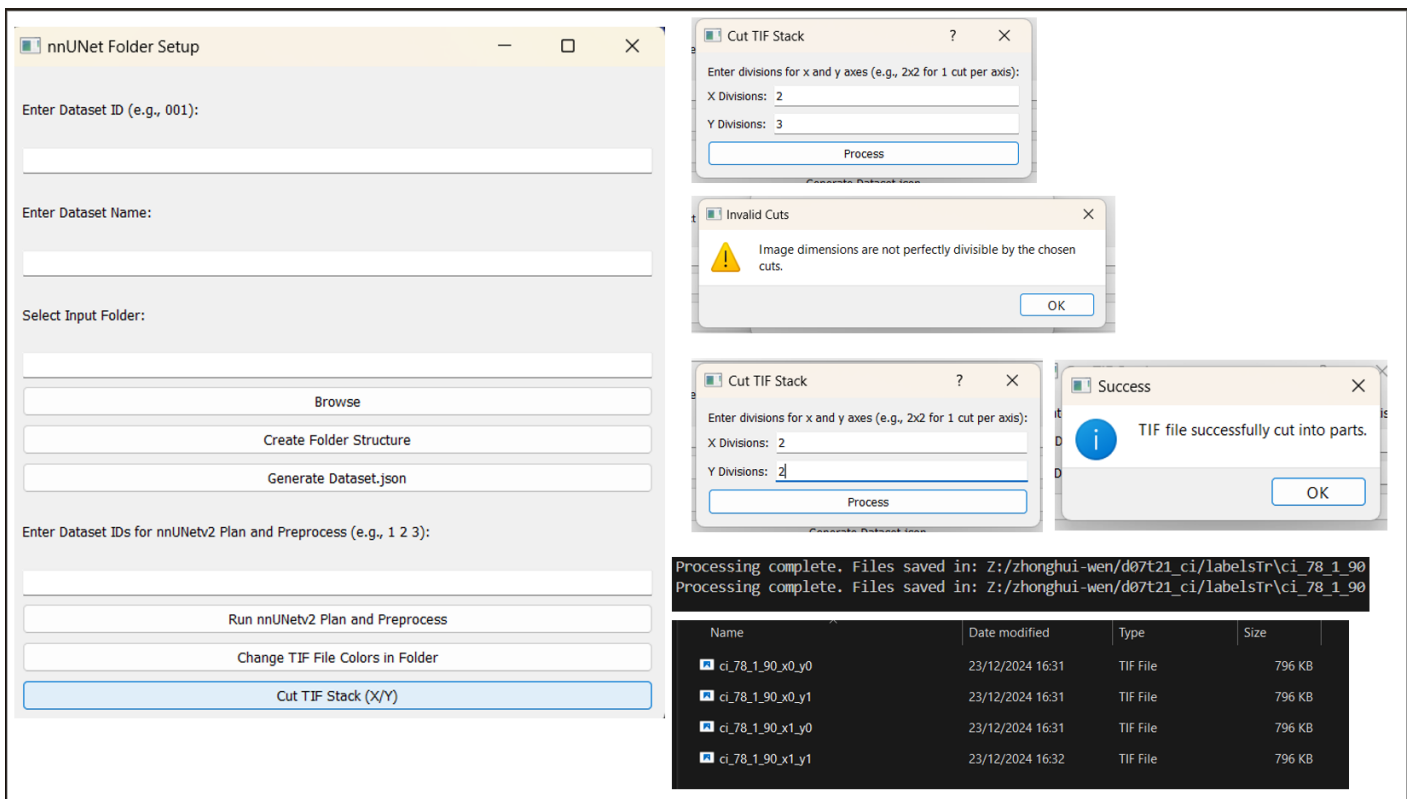 nnUNet Folder Setup
Enter Dataset ID (e.g., 001):
Enter Dataset Name:
Select Input Folder:
Browse
Create Folder Structure
Generate Dataset.json
Enter Dataset IDs for nnUNetv2 Plan and Preprocess (e.g., 1 2 3):
Run nnUNetv2 Plan and Preprocess
Change TIF File Colors in Folder
Cut TIF Stack (X/Y)
Cut TIF Stack ?
Enter divisions for x and y axes (e.g., 2x2 for 1 cut per axis):
X Divisions: 2
Y Divisions: 3
Process
Invalid Cuts
Image dimensions are not perfectly divisible by the chosen
cuts.
OK
Cut TIF Stack ?
Enter divisions for x and y axes (e.g., 2x2 for 1 cut per axis):
X Divisions: 2
Y Divisions: 2
Process
Success
TIF file successfully cut into parts.
OK
Processing complete. Files saved in: Z:/zhonghui-wen/d07t21_ci/labelsTr\ci_78_1_90
Processing complete. Files saved in: Z:/zhonghui-wen/d07t21_ci/labelsTr\ci_78_1_90
Name Date modified Type Size
ci_78_1_90_x0_y0 23/12/2024 16:31 TIF File 796 KB
ci_78_1_90_x0_y1 23/12/2024 16:31 TIF File 796 KB
ci_78_1_90_x1_y0 23/12/2024 16:31 TIF File 796 KB
ci_78_1_90_x1_y1 23/12/2024 16:32 TIF File 796 KB